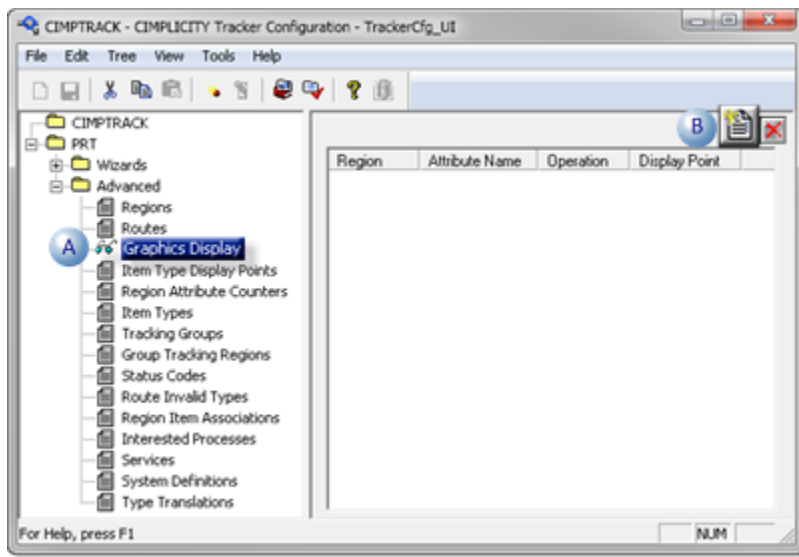 CIMPTRACK - CIMPLICITY Tracker Configuration - TrackerCfg_UI
File Edit Tree View Tools Help
B
CIMPTRACK
PRT
Region Attribute Name Operation Display Point
Wizards
Advanced
Regions
Routes
A Graphics Display
Item Type Display Points
Region Attribute Counters
Item Types
Tracking Groups
Group Tracking Regions
Status Codes
Route Invalid Types
Region Item Associations
Interested Processes
Services
System Definitions
Type Translations
For Help, press F1 NUM